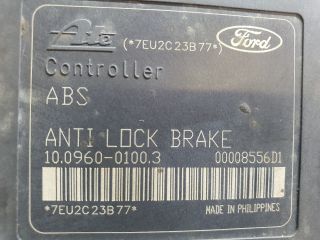 Ate (*7EU2C23B77*) Ford
Controller
ABS
ANTI LOCK BRAKE
10.0960-0100.3 00008556D1
*7EU2C23B77* MADE IN PHILIPPINES